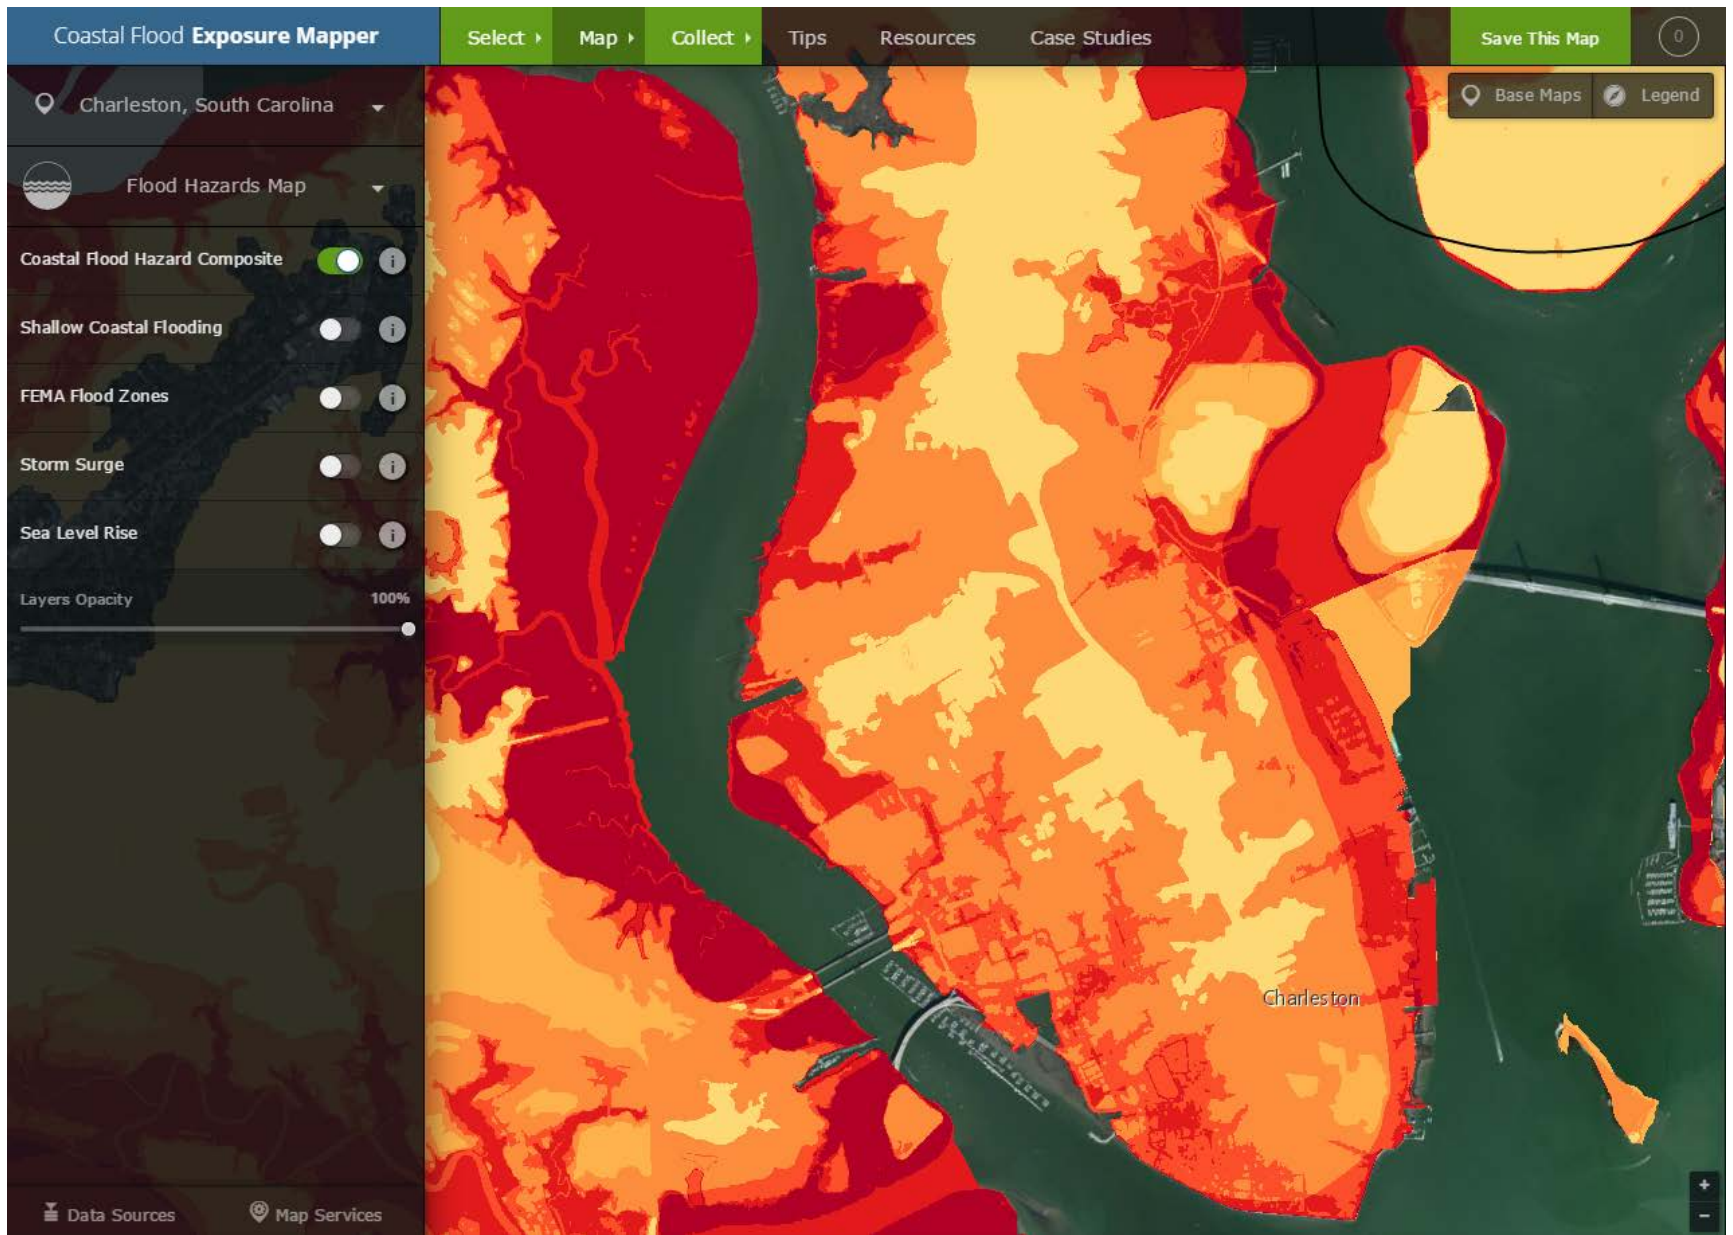 Coastal Flood Exposure Mapper
Select
Map
Collect
Tips
Resources
Case Studies
Save This Map
0
Charleston, South Carolina
Base Maps
Legend
Flood Hazards Map
Coastal Flood Hazard Composite
i
Shallow Coastal Flooding
i
FEMA Flood Zones
i
Storm Surge
i
Sea Level Rise
i
Layers Opacity
100%
Charleston
+
−
Data Sources
Map Services